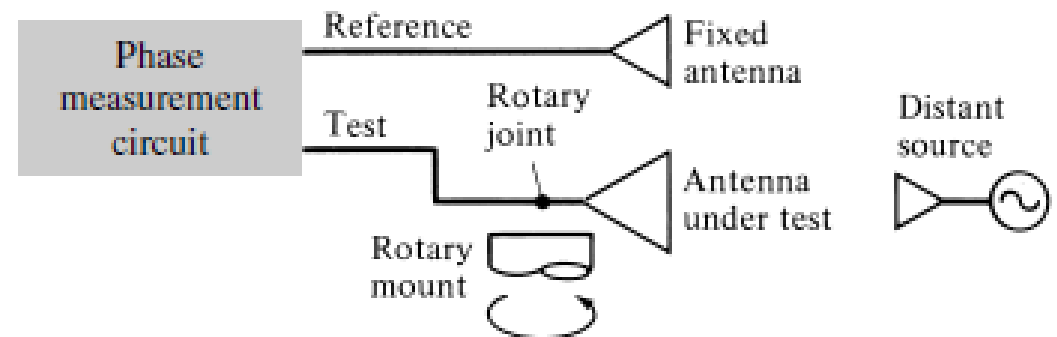 Phase
measurement
circuit
Reference
Fixed
antenna
Test
Rotary
joint
Antenna
under test
Rotary
mount
Distant
source